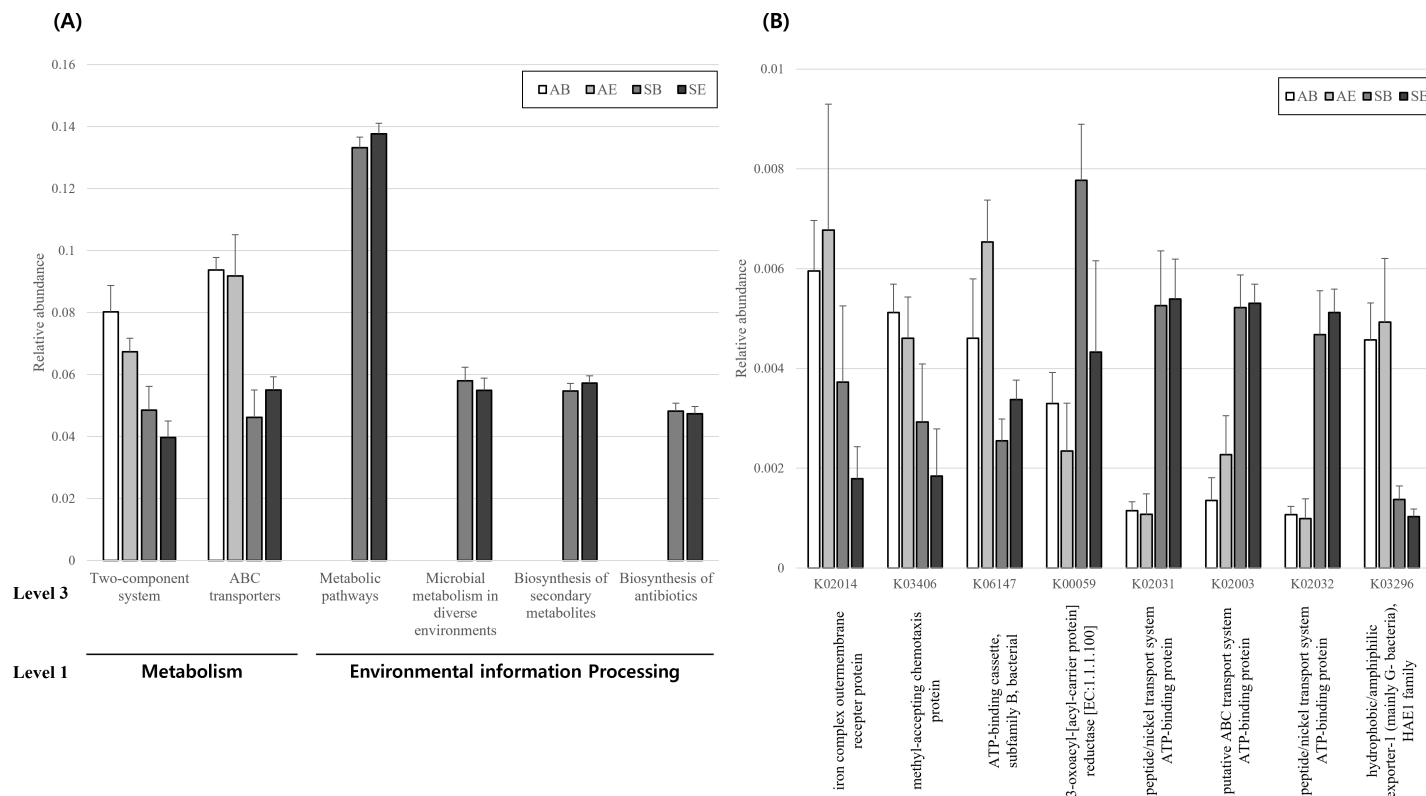 (A)
0.16
0.14
0.12
0.1
0.08
0.06
0.04
0.02
0
Relative abundance
AB AE SB SE
Two-component
system
ABC
transporters
Metabolic
pathways
Microbial
metabolism in
diverse
environments
Biosynthesis of
secondary
metabolites
Biosynthesis of
antibiotics
Level 3
Level 1
Metabolism
Environmental information Processing
(B)
0.01
0.008
0.006
0.004
0.002
0
Relative abundance
AB AE SB SE
K02014
K03406
K06147
K00059
K02031
K02003
K02032
K03296
iron complex outermembrane
recepter protein
methyl-accepting chemotaxis
protein
ATP-binding cassette,
subfamily B, bacterial
3-oxoacyl-[acyl-carrier protein]
reductase [EC:1.1.1.100]
peptide/nickel transport system
ATP-binding protein
putative ABC transport system
ATP-binding protein
peptide/nickel transport system
ATP-binding protein
hydrophobic/amphiphilic
exporter-1 (mainly G- bacteria),
HAE1 family